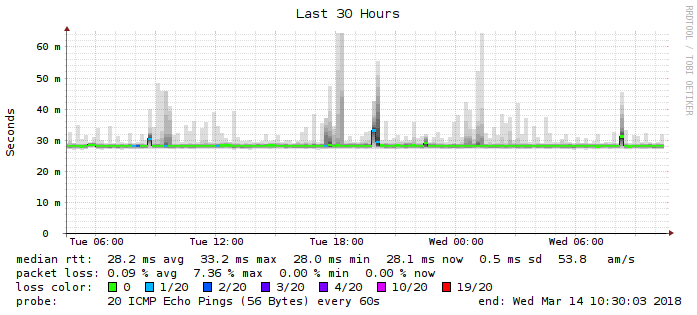 Last 30 Hours
RRDTOOL / TOBI OETIKER
Seconds
60 m
50 m
40 m
30 m
20 m
10 m
0
Tue 06:00 Tue 12:00 Tue 18:00 Wed 00:00 Wed 06:00
median rtt: 28.2 ms avg 33.2 ms max 28.0 ms min 28.1 ms now 0.5 ms sd 53.8 am/s
packet loss: 0.09 % avg 7.36 % max 0.00 % min 0.00 % now
loss color: 0 1/20 2/20 3/20 4/20 10/20 19/20
probe: 20 ICMP Echo Pings (56 Bytes) every 60s end: Wed Mar 14 10:30:03 2018